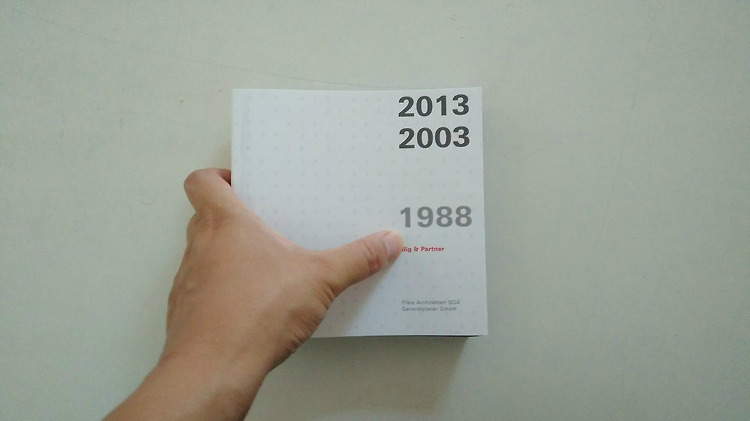 2013
2003
1988
& Partner
Freie Architekten BDA
Generalplaner GmbH